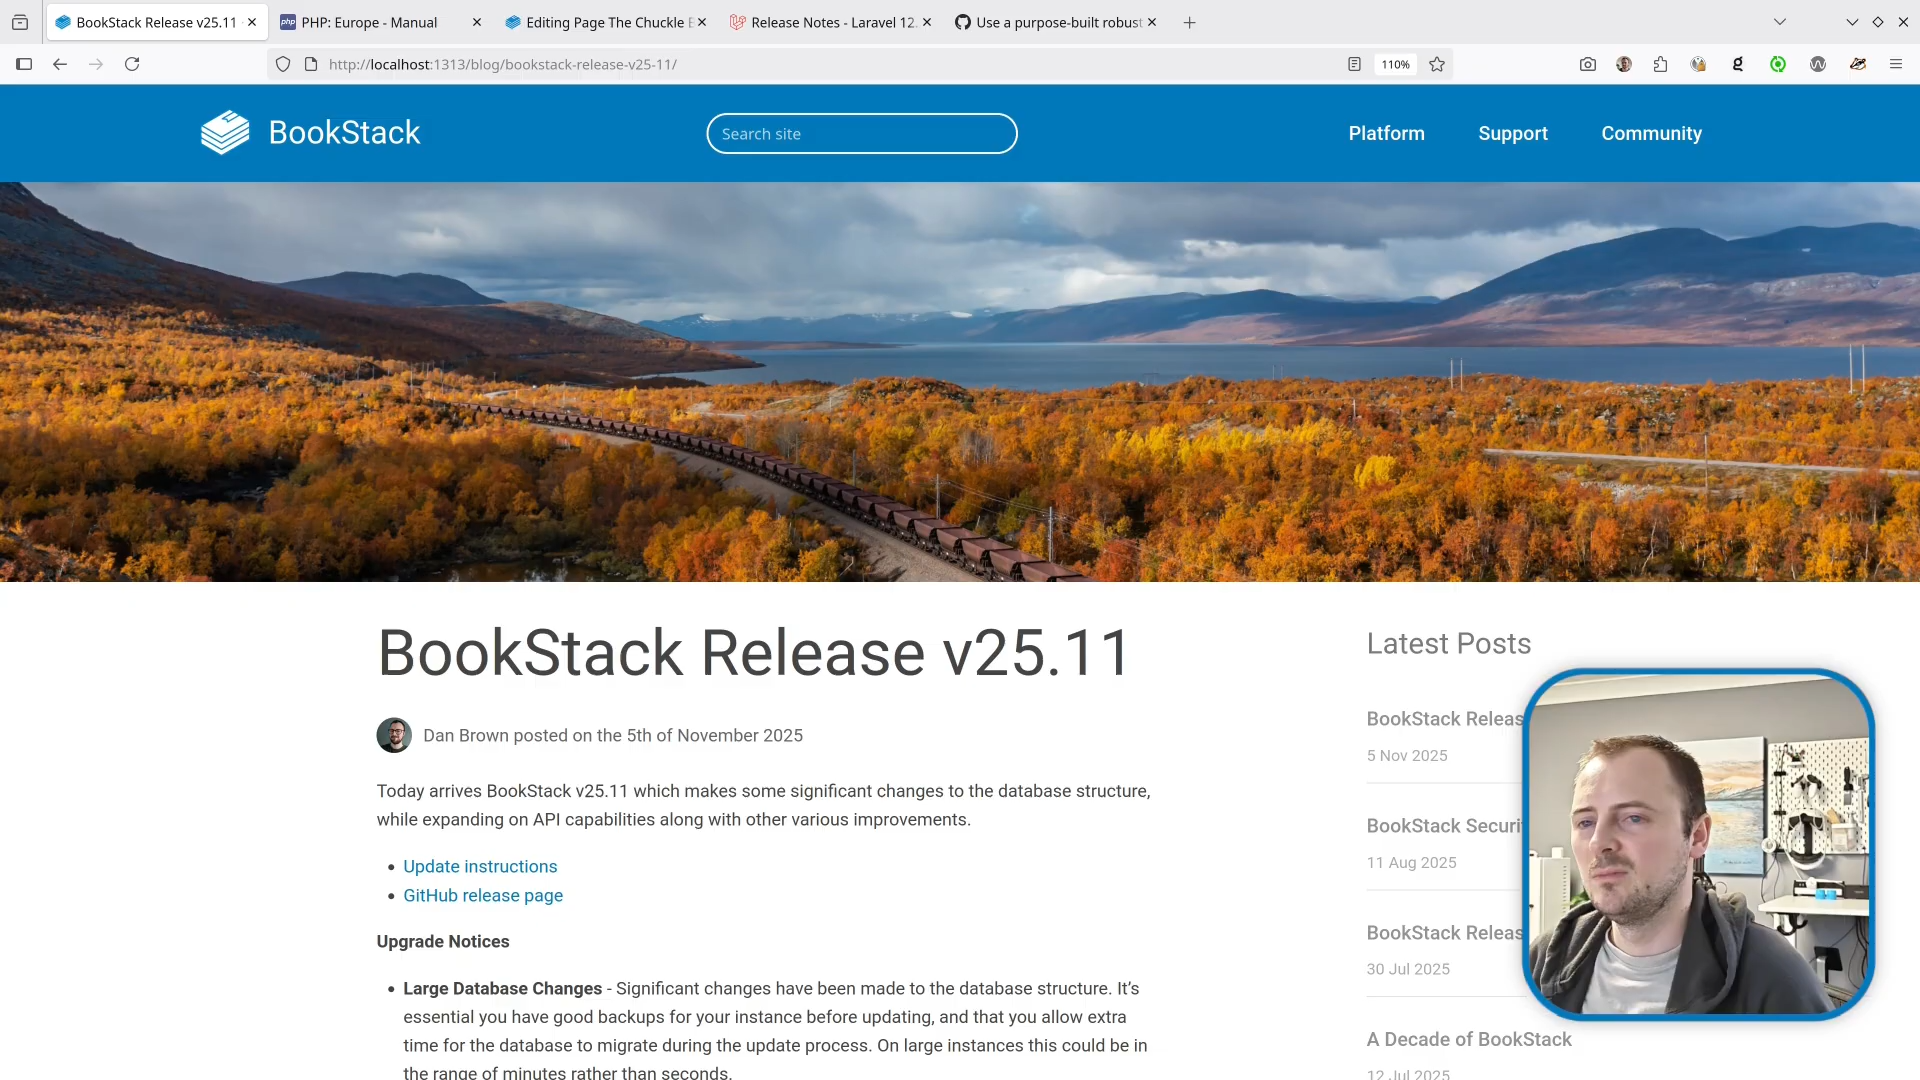 BookStack Release v25.11
PHP: Europe - Manual
Editing Page The Chuckle
Release Notes - Laravel 12.
Use a purpose-built robust
http://localhost:1313/blog/bookstack-release-v25-11/
110%
BookStack
Search site
Platform
Support
Community
BookStack Release v25.11
Dan Brown posted on the 5th of November 2025
Today arrives BookStack v25.11 which makes some significant changes to the database structure,
while expanding on API capabilities along with other various improvements.
• Update instructions
• GitHub release page
Upgrade Notices
• Large Database Changes - Significant changes have been made to the database structure. It’s
essential you have good backups for your instance before updating, and that you allow extra
time for the database to migrate during the update process. On large instances this could be in
the range of minutes rather than seconds.
Latest Posts
BookStack Releas
5 Nov 2025
BookStack Securi
11 Aug 2025
BookStack Releas
30 Jul 2025
A Decade of BookStack
12 Jul 2025